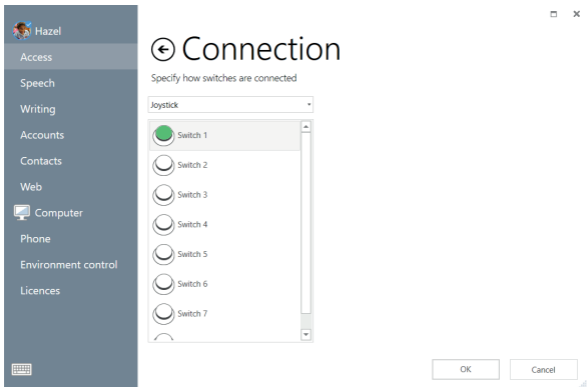 Hazel
Access
Speech
Writing
Accounts
Contacts
Web
Computer
Phone
Environment control
Licences
Connection
Specify how switches are connected
Joystick
Switch 1
Switch 2
Switch 3
Switch 4
Switch 5
Switch 6
Switch 7
OK
Cancel